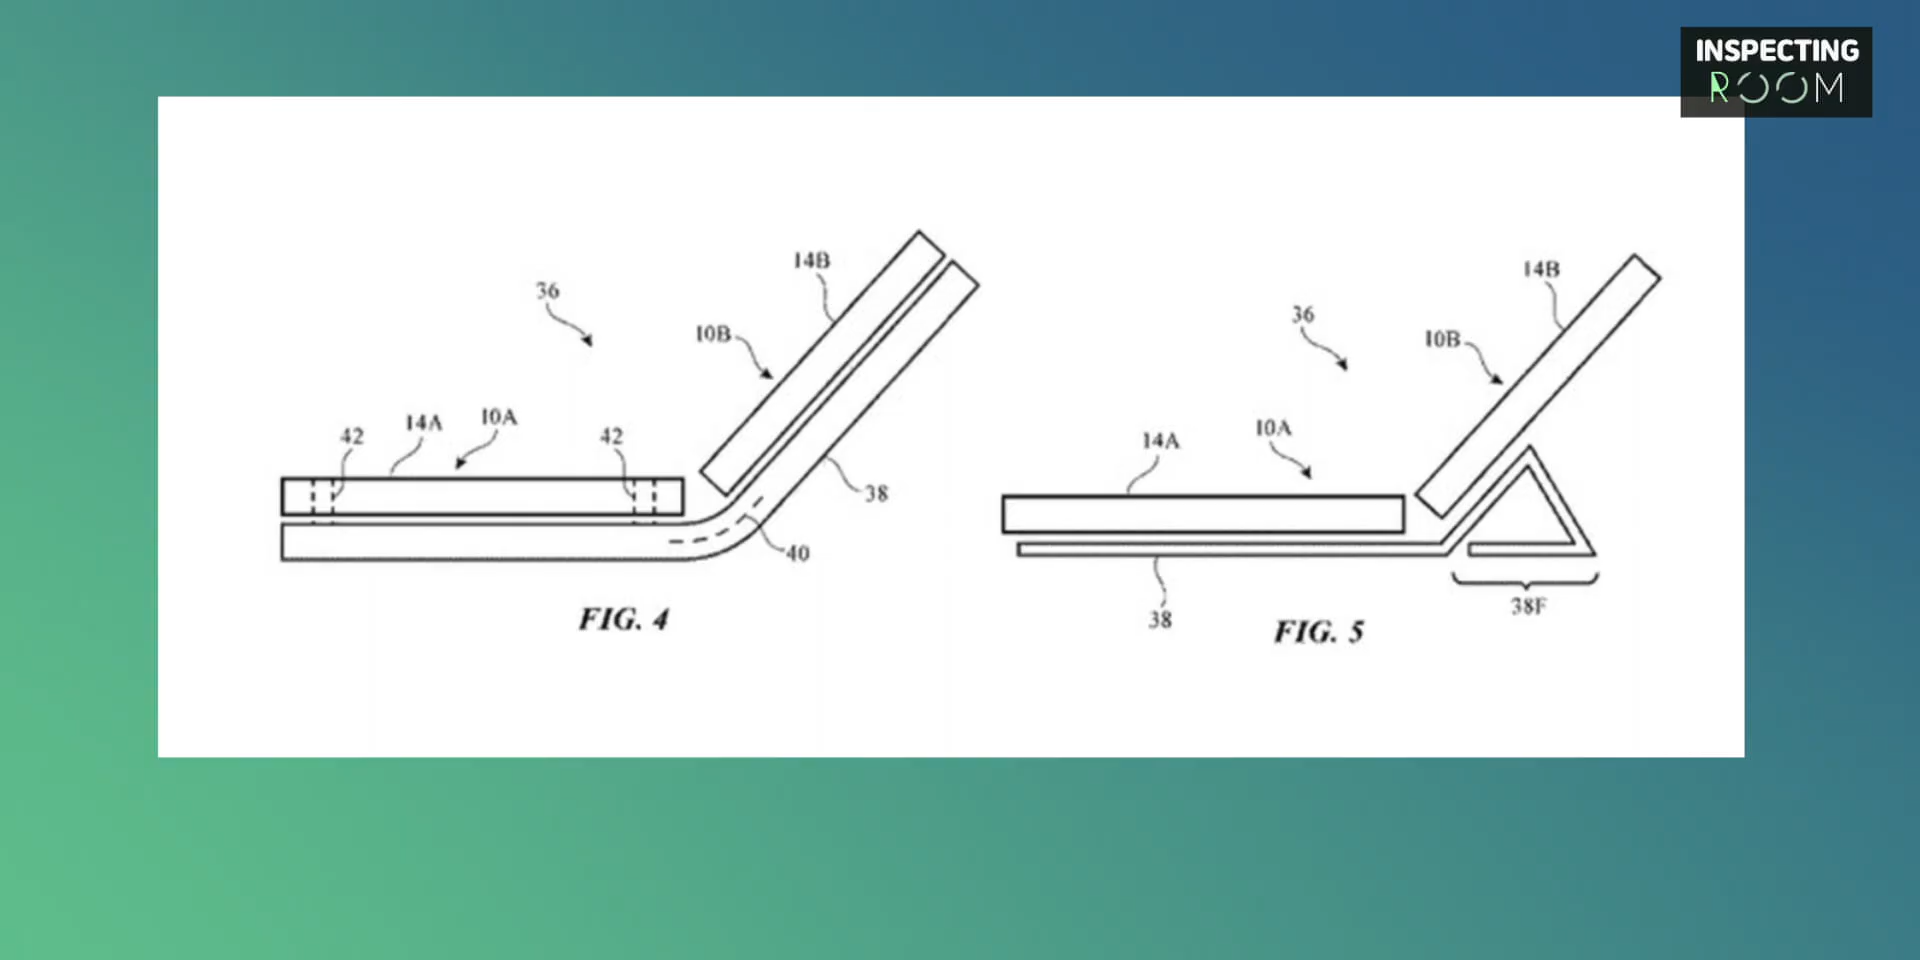 INSPECTING
ROOM
14B
36
10B
42
14A
10A
42
38
40
FIG. 4
14B
36
10B
14A
10A
38
38F
FIG. 5